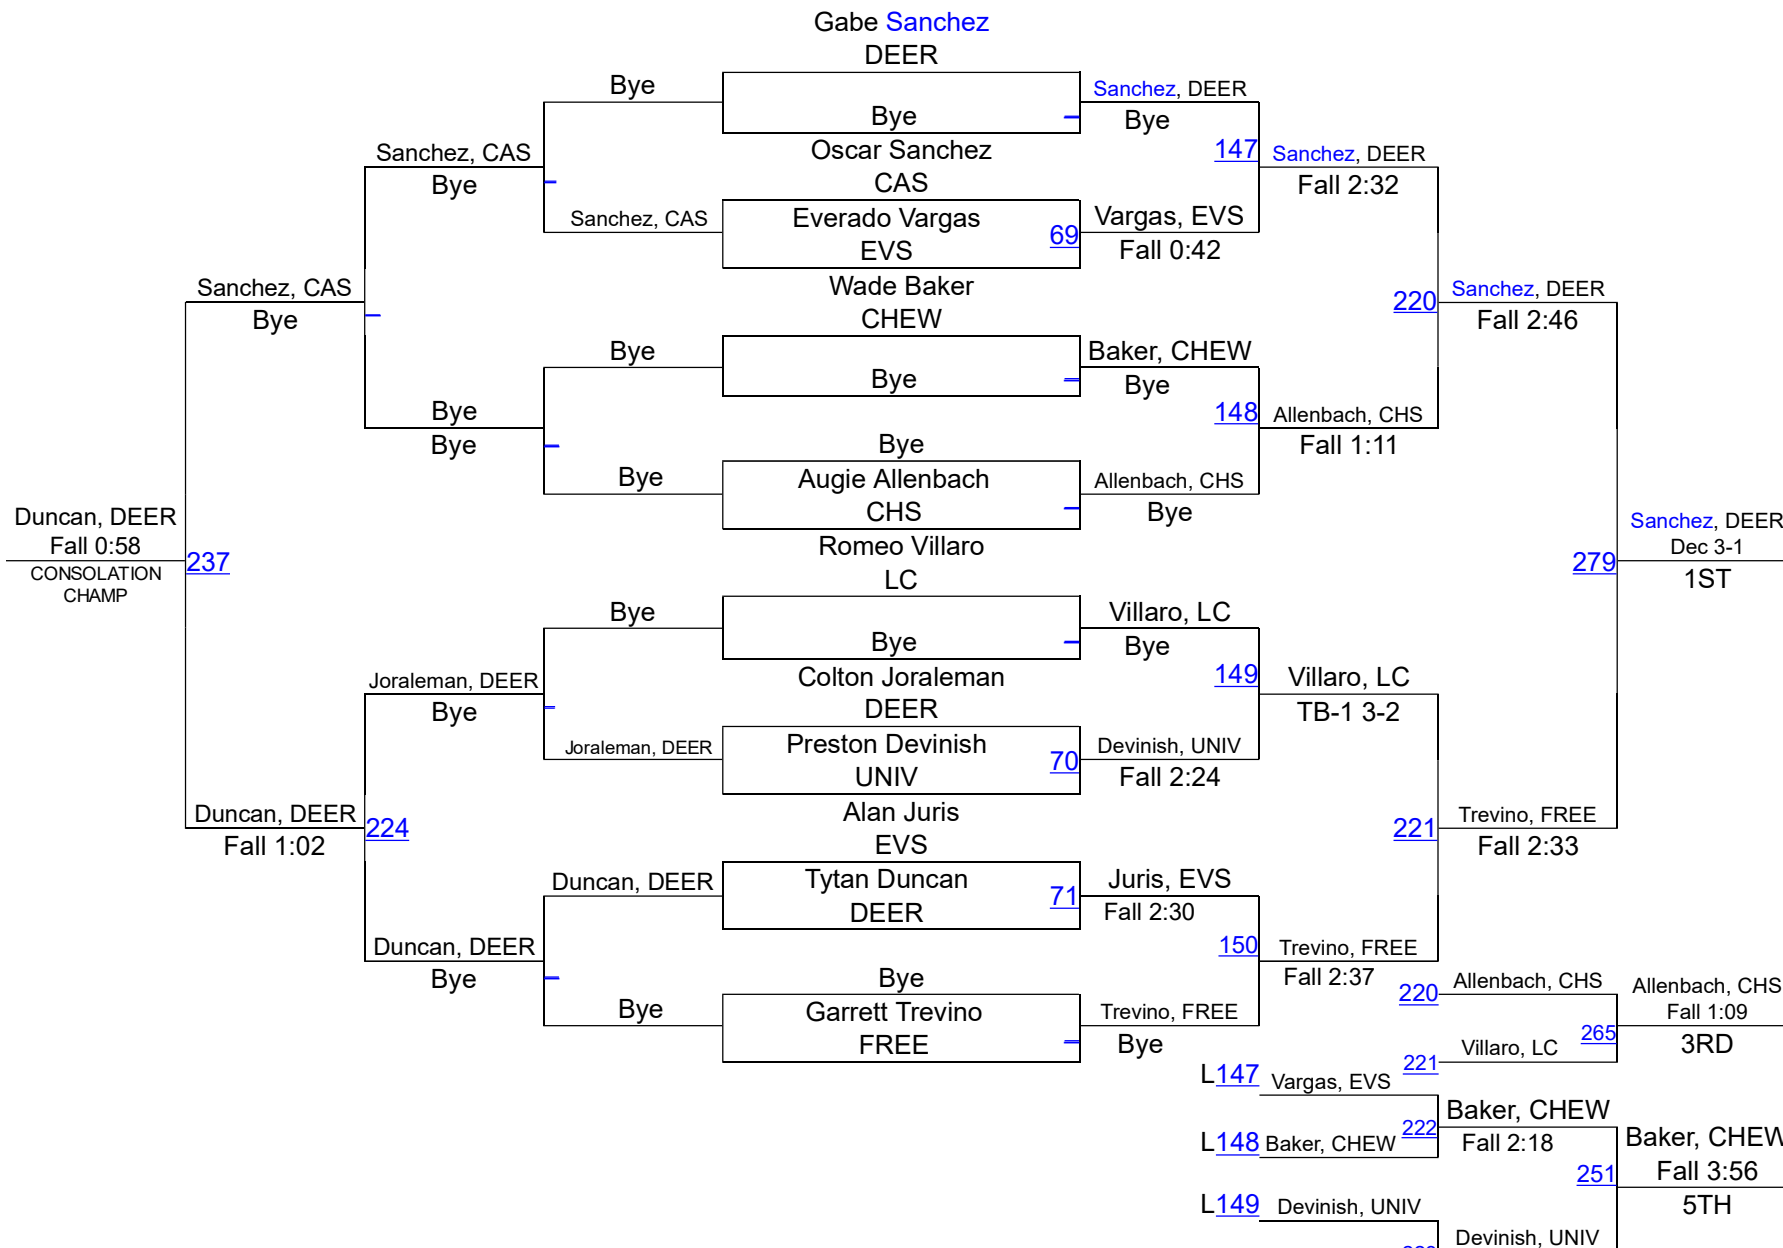 Gabe Sanchez
DEER
Bye
Sanchez, DEER
Bye
Bye
Oscar Sanchez
CAS
147
Sanchez, CAS
Bye
Sanchez, DEER
Fall 2:32
Sanchez, CAS
Everado Vargas
EVS
69
Vargas, EVS
Fall 0:42
Wade Baker
CHEW
Sanchez, CAS
Bye
220
Sanchez, DEER
Fall 2:46
Bye
Baker, CHEW
Bye
Bye
Bye
Bye
148
Allenbach, CHS
Fall 1:11
Bye
Bye
Augie Allenbach
CHS
Allenbach, CHS
Bye
Duncan, DEER
Fall 0:58
CONSOLATION
CHAMP
237
Romeo Villaro
LC
279
Sanchez, DEER
Dec 3-1
1ST
Bye
Villaro, LC
Bye
Bye
Colton Joraleman
DEER
149
Joraleman, DEER
Bye
Villaro, LC
TB-1 3-2
Joraleman, DEER
Preston Devinish
UNIV
70
Devinish, UNIV
Fall 2:24
Alan Juris
EVS
Duncan, DEER
Fall 1:02
224
221
Trevino, FREE
Fall 2:33
Duncan, DEER
Tytan Duncan
DEER
71
Juris, EVS
Fall 2:30
Duncan, DEER
Bye
150
Trevino, FREE
Fall 2:37
Bye
Bye
Garrett Trevino
FREE
Trevino, FREE
Bye
220
Allenbach, CHS
Allenbach, CHS
Fall 1:09
265
3RD
221
Villaro, LC
L147
Vargas, EVS
Baker, CHEW
222
Fall 2:18
L148
Baker, CHEW
Baker, CHEW
Fall 3:56
251
5TH
L149
Devinish, UNIV
Devinish, UNIV